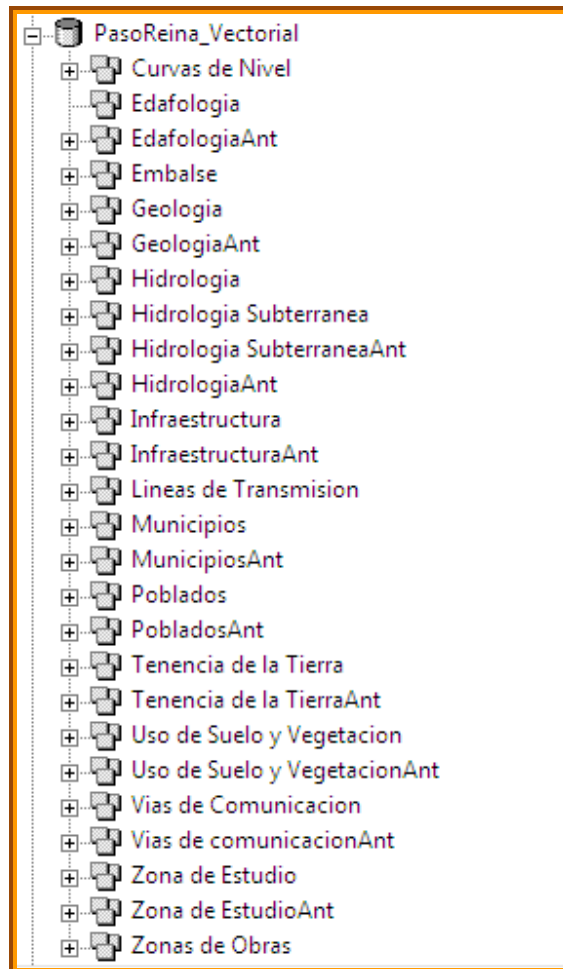 PasoReina_Vectorial
Curvas de Nivel
Edafologia
EdafologiaAnt
Embalse
Geologia
GeologiaAnt
Hidrologia
Hidrologia Subterranea
Hidrologia SubterraneaAnt
HidrologiaAnt
Infraestructura
InfraestructuraAnt
Lineas de Transmision
Municipios
MunicipiosAnt
Poblados
PobladosAnt
Tenencia de la Tierra
Tenencia de la TierraAnt
Uso de Suelo y Vegetacion
Uso de Suelo y VegetacionAnt
Vias de Comunicacion
Vias de comunicacionAnt
Zona de Estudio
Zona de EstudioAnt
Zonas de Obras